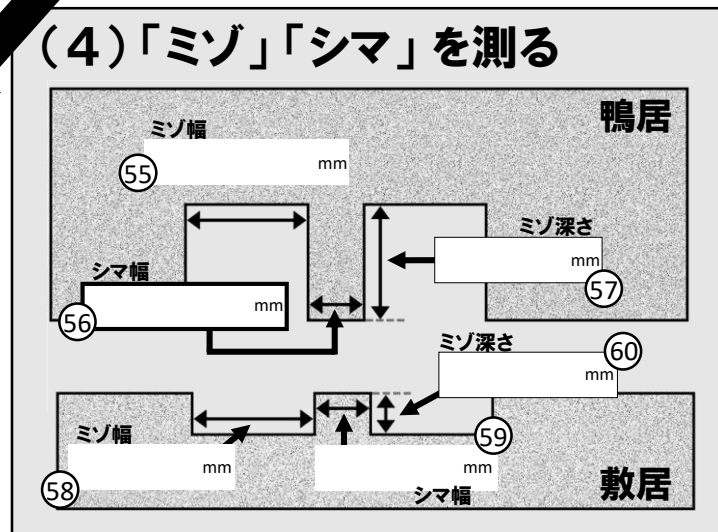 (4)「ミゾ」「シマ」を測る
鴨居
ミゾ幅
55 mm
ミゾ深さ
mm 57
シマ幅
56 mm
ミゾ深さ
60
mm
ミゾ幅
58 mm
59
mm
シマ幅
敷居